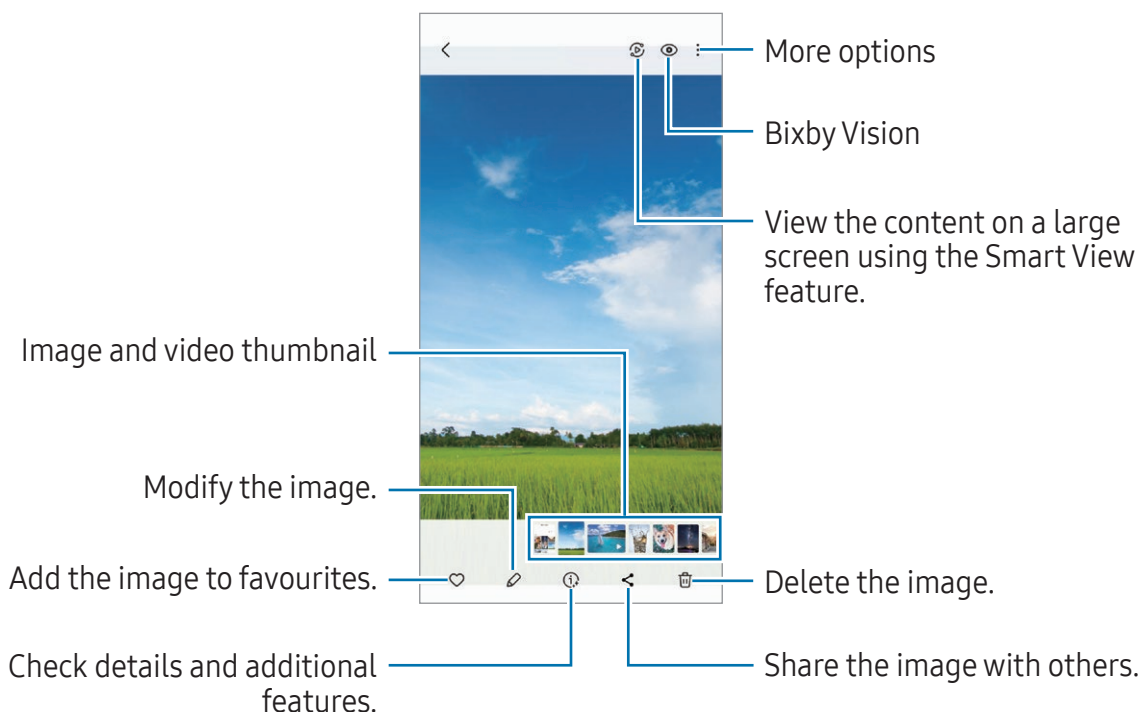 More options
Bixby Vision
View the content on a large
screen using the Smart View
feature.
Image and video thumbnail
Modify the image.
Add the image to favourites.
Delete the image.
Check details and additional
features.
Share the image with others.